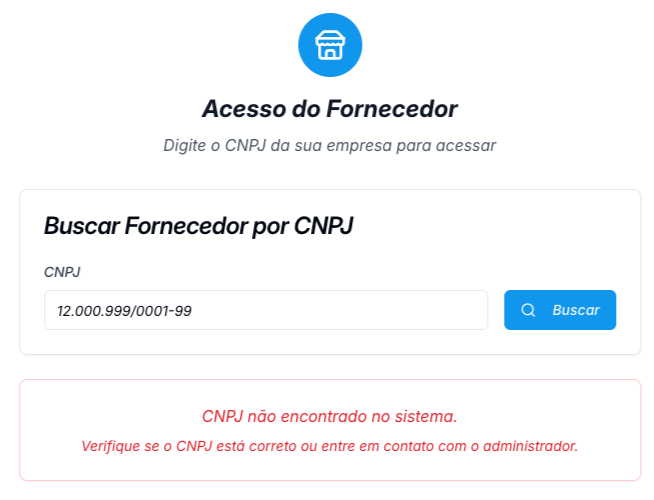 Acesso do Fornecedor
Digite o CNPJ da sua empresa para acessar
Buscar Fornecedor por CNPJ
CNPJ
12.000.999/0001-99
Buscar
CNPJ não encontrado no sistema.
Verifique se o CNPJ está correto ou entre em contato com o administrador.